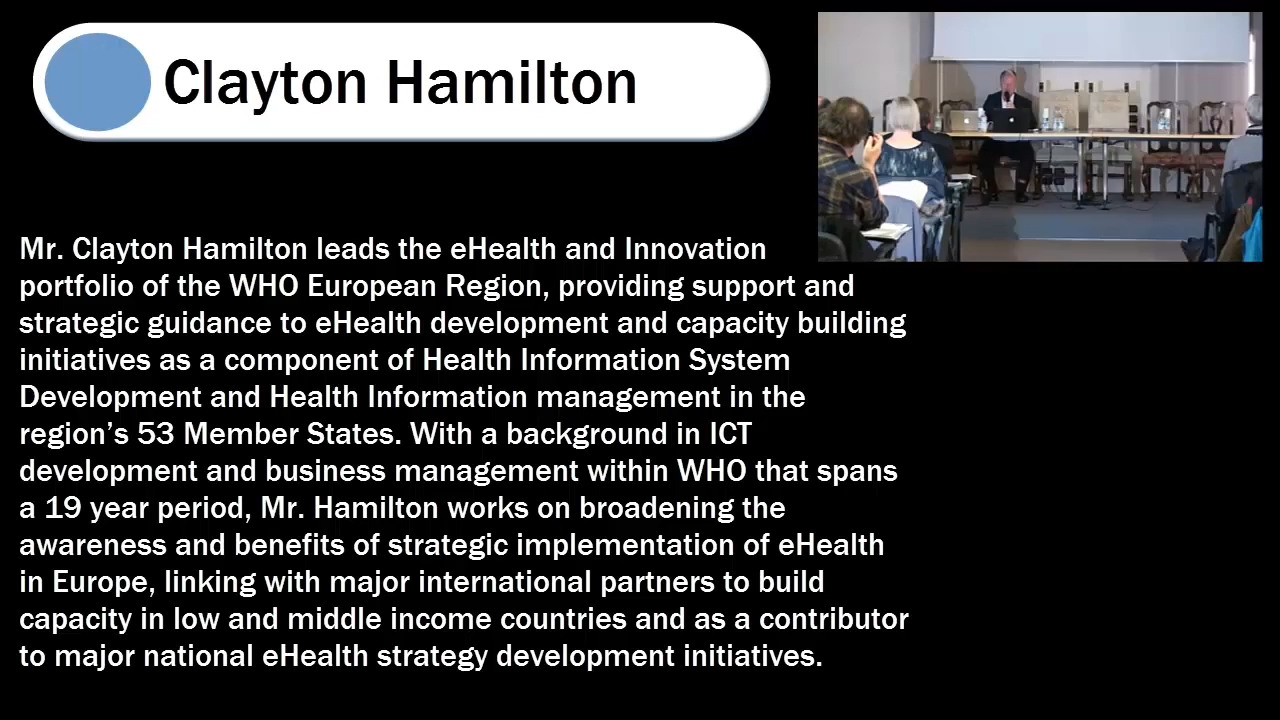 Clayton Hamilton
Mr. Clayton Hamilton leads the eHealth and Innovation
portfolio of the WHO European Region, providing support and
strategic guidance to eHealth development and capacity building
initiatives as a component of Health Information System
Development and Health Information management in the
region’s 53 Member States. With a background in ICT
development and business management within WHO that spans
a 19 year period, Mr. Hamilton works on broadening the
awareness and benefits of strategic implementation of eHealth
in Europe, linking with major international partners to build
capacity in low and middle income countries and as a contributor
to major national eHealth strategy development initiatives.